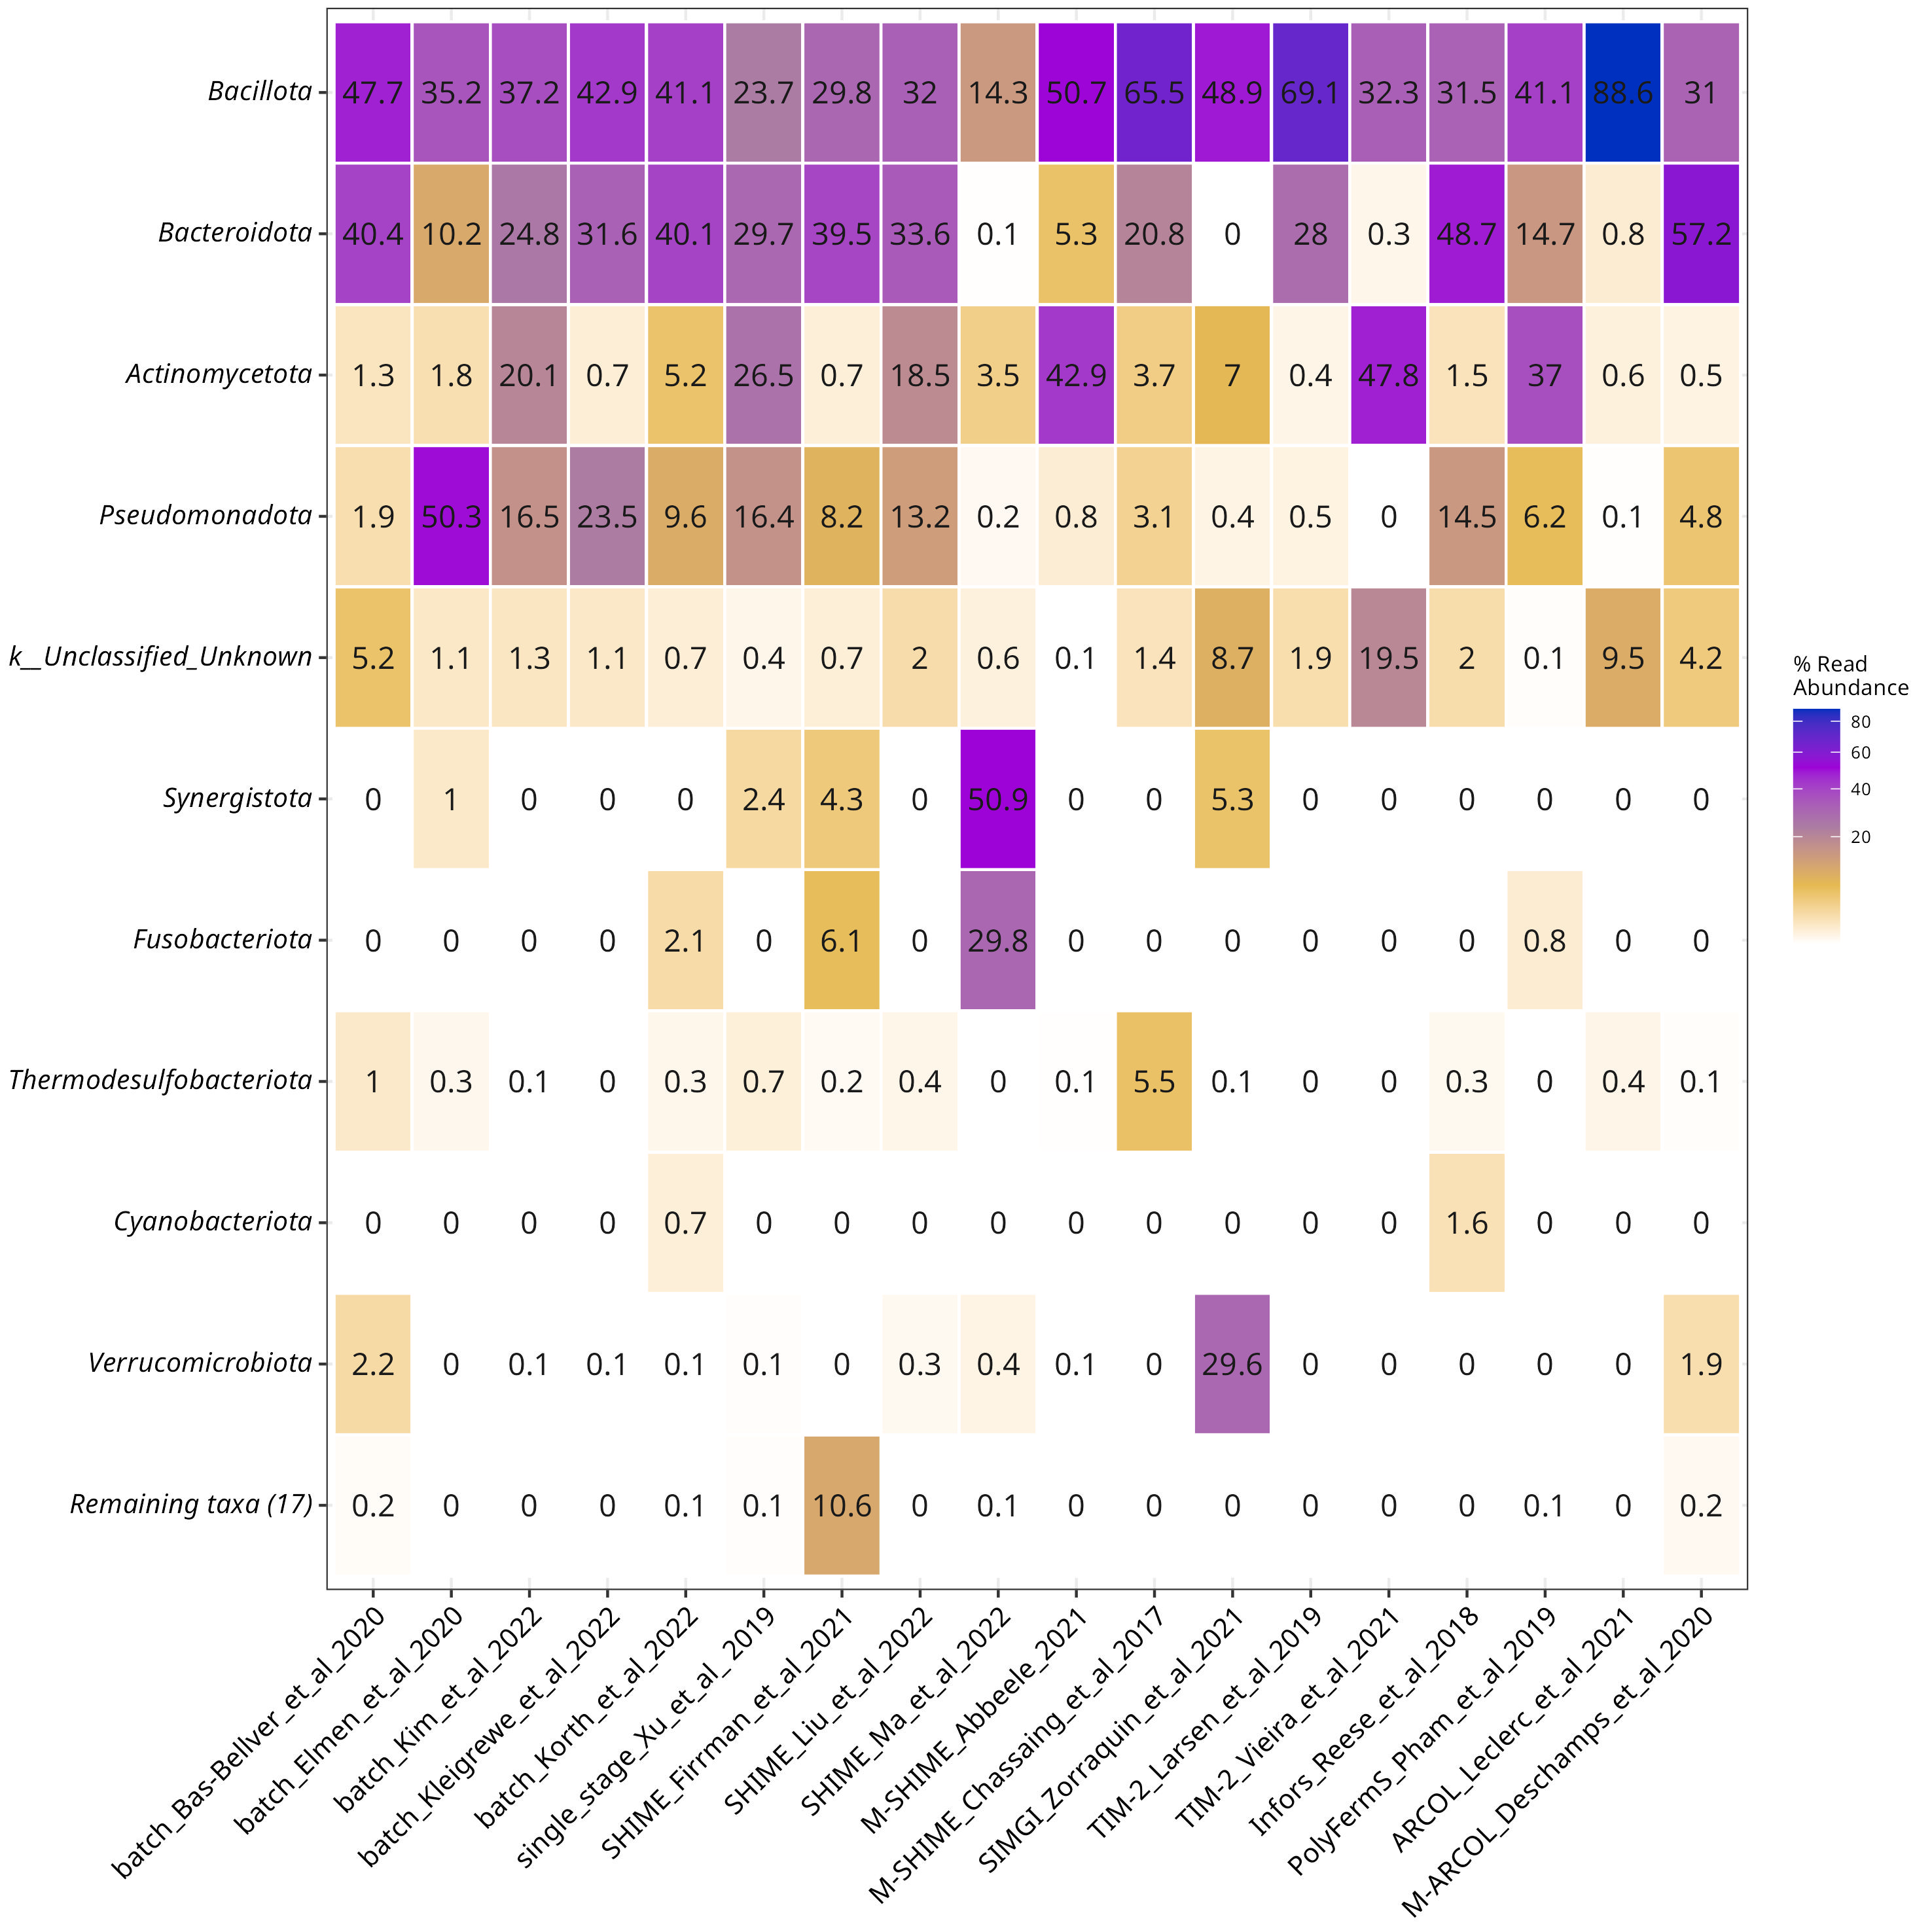 Bacillota 47.7 35.2 37.2 42.9 41.1 23.7 29.8 32 14.3 50.7 65.5 48.9 69.1 32.3 31.5 41.1 88.6 31
Bacteroidota 40.4 10.2 24.8 31.6 40.1 29.7 39.5 33.6 0.1 5.3 20.8 0 28 0.3 48.7 14.7 0.8 57.2
Actinomycetota 1.3 1.8 20.1 0.7 5.2 26.5 0.7 18.5 3.5 42.9 3.7 7 0.4 47.8 1.5 37 0.6 0.5
Pseudomonadota 1.9 50.3 16.5 23.5 9.6 16.4 8.2 13.2 0.2 0.8 3.1 0.4 0.5 0 14.5 6.2 0.1 4.8
k__Unclassified_Unknown 5.2 1.1 1.3 1.1 0.7 0.4 0.7 2 0.6 0.1 1.4 8.7 1.9 19.5 2 0.1 9.5 4.2
Synergistota 0 1 0 0 0 2.4 4.3 0 50.9 0 0 5.3 0 0 0 0 0 0
Fusobacteriota 0 0 0 0 2.1 0 6.1 0 29.8 0 0 0 0 0 0 0.8 0 0
Thermodesulfobacteriota 1 0.3 0.1 0 0.3 0.7 0.2 0.4 0 0.1 5.5 0.1 0 0 0.3 0 0.4 0.1
Cyanobacteriota 0 0 0 0 0.7 0 0 0 0 0 0 0 0 0 1.6 0 0 0
Verrucomicrobiota 2.2 0 0.1 0.1 0.1 0.1 0 0.3 0.4 0.1 0 29.6 0 0 0 0 0 1.9
Remaining taxa (17) 0.2 0 0 0 0.1 0.1 10.6 0 0.1 0 0 0 0 0 0 0.1 0 0.2
batch_Bas-Bellver_et_al_2020
batch_Elmen_et_al_2020
batch_Kim_et_al_2022
batch_Kleigrewe_et_al_2022
batch_Korth_et_al_2022
single_stage_Xu_et_al_2019
SHIME_Firrman_et_al_2021
SHIME_Liu_et_al_2022
SHIME_Ma_et_al_2022
M-SHIME_Abbeele_2021
M-SHIME_Chassaing_et_al_2017
SIMGI_Zorraquin_et_al_2021
TIM-2_Larsen_et_al_2019
TIM-2_Vieira_et_al_2021
Infors_Reese_et_al_2018
PolyFermS_Pham_et_al_2019
ARCOL_Leclerc_et_al_2021
M-ARCOL_Deschamps_et_al_2020
% Read
Abundance
80
60
40
20